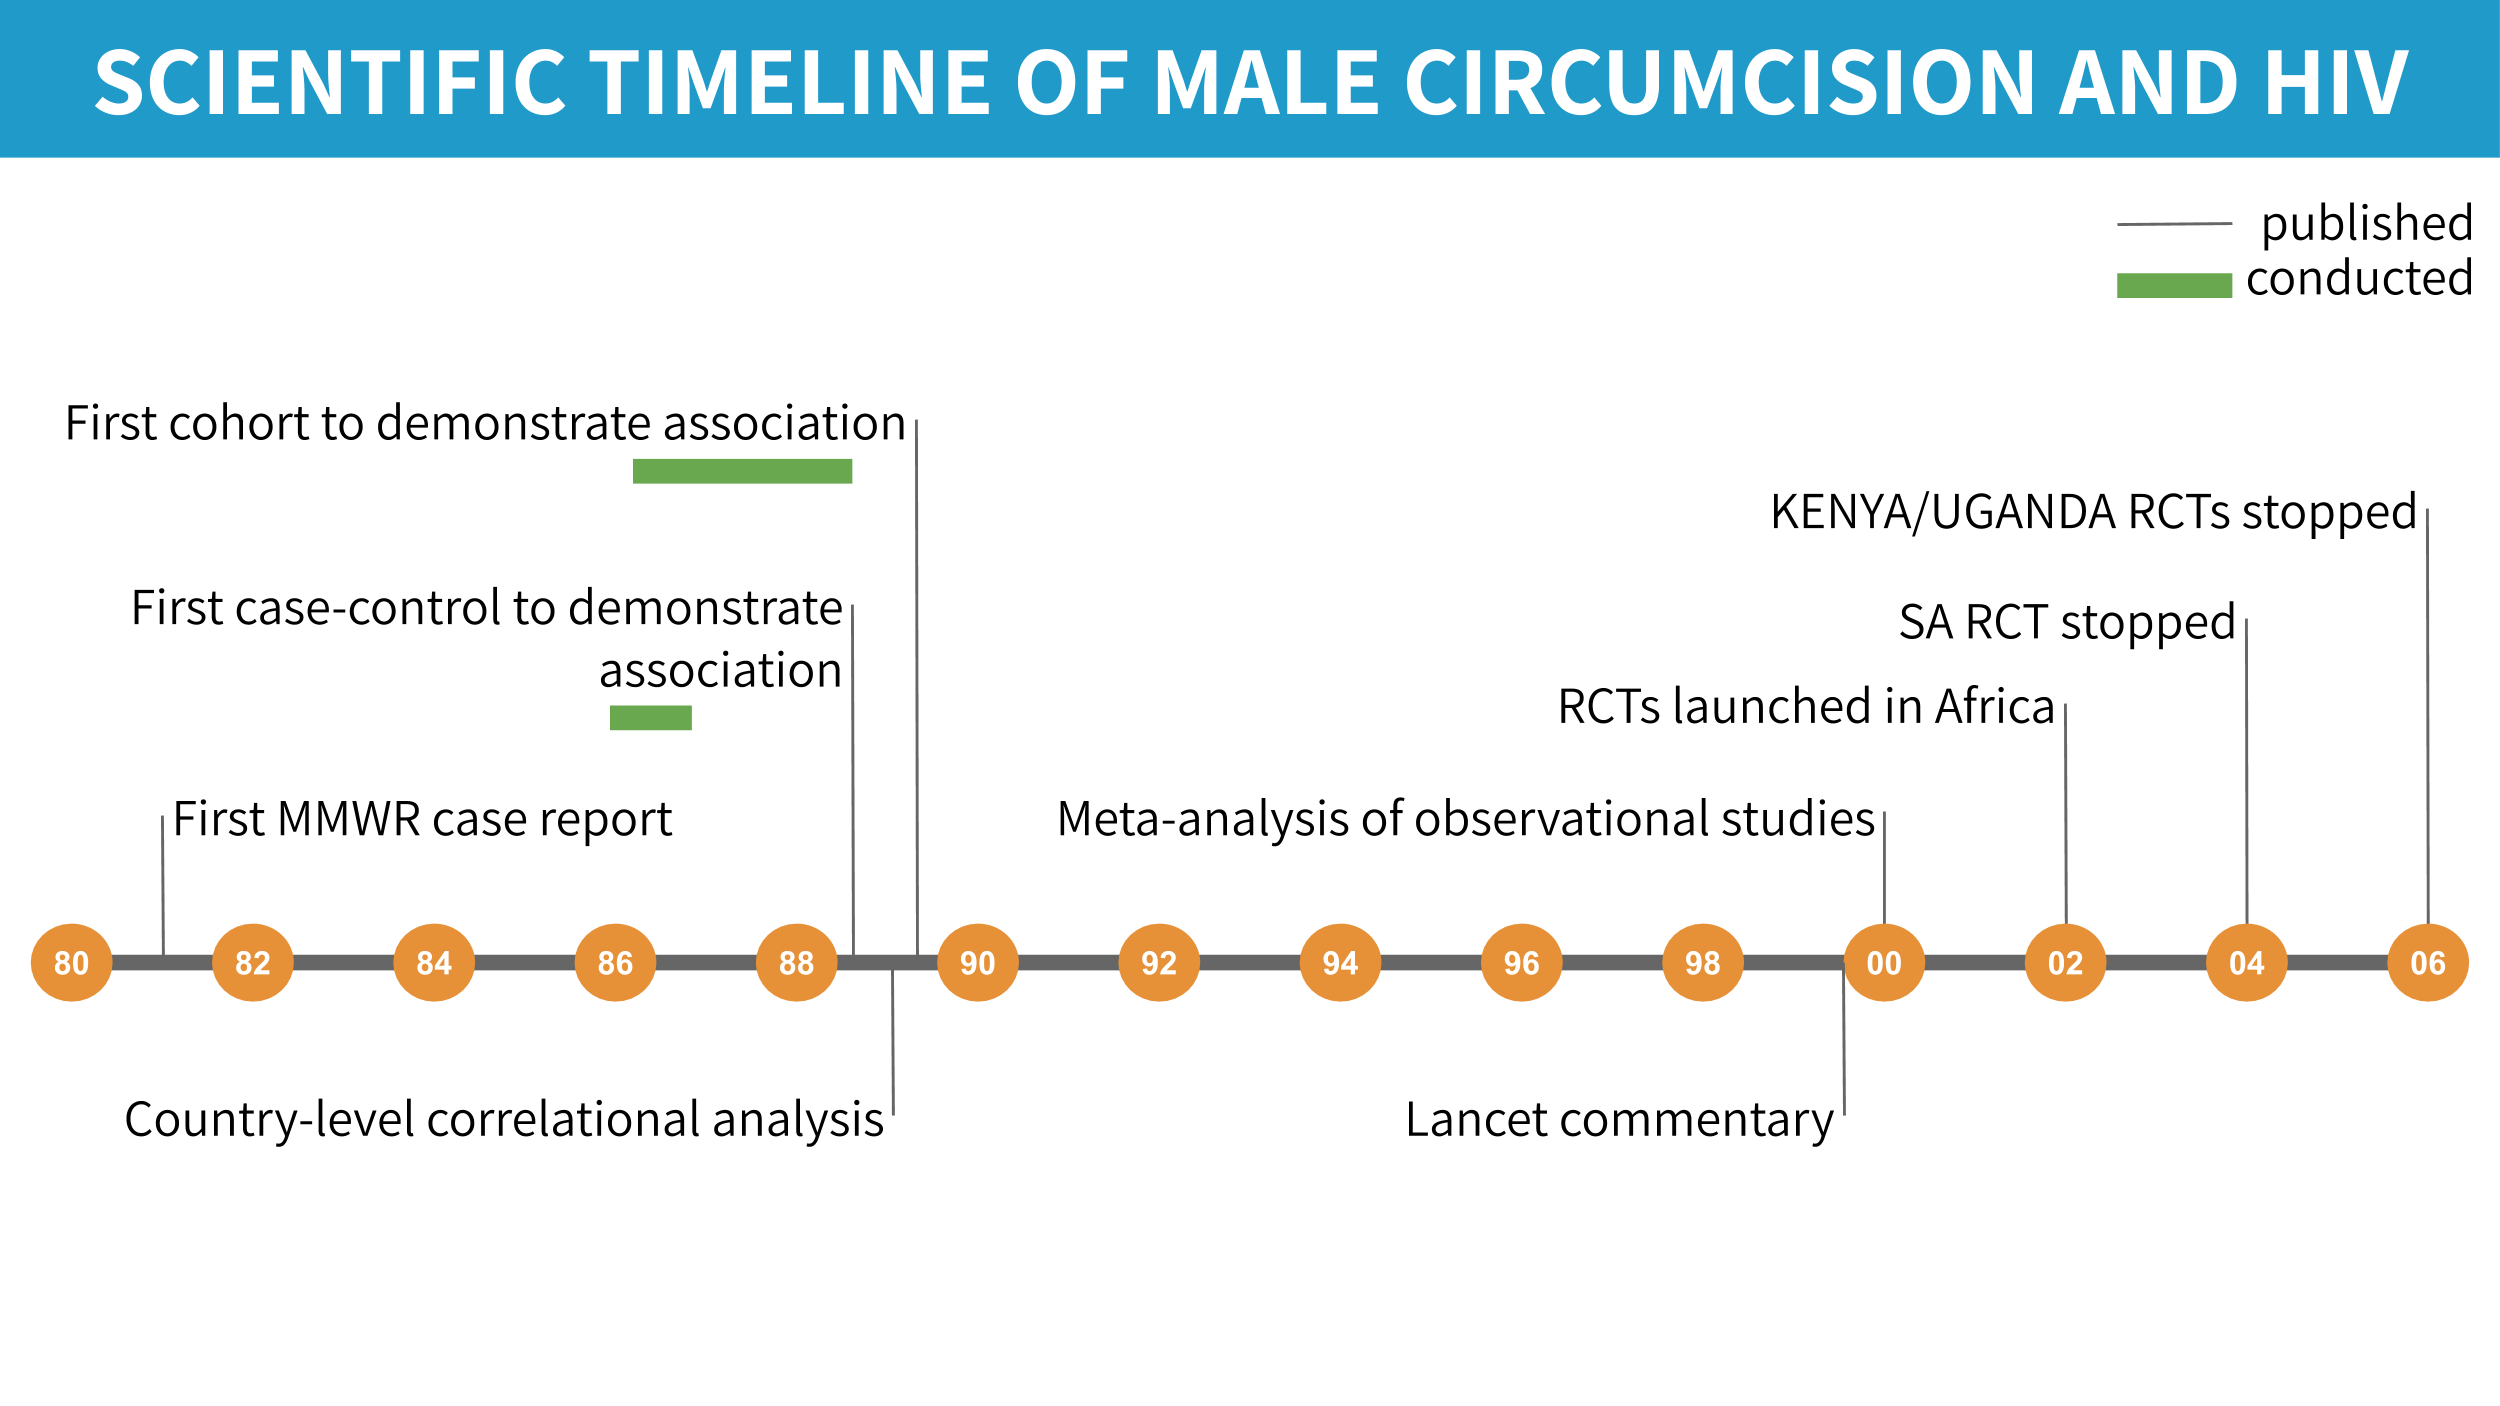 SCIENTIFIC TIMELINE OF MALE CIRCUMCISION AND HIV
published
conducted
First cohort to demonstrate association
KENYA/UGANDA RCTs stopped
First case-control to demonstrate
association
SA RCT stopped
RCTs launched in Africa
First MMWR case report
Meta-analysis of observational studies
80 82 84 86 88 90 92 94 96 98 00 02 04 06
Country-level correlational analysis
Lancet commentary